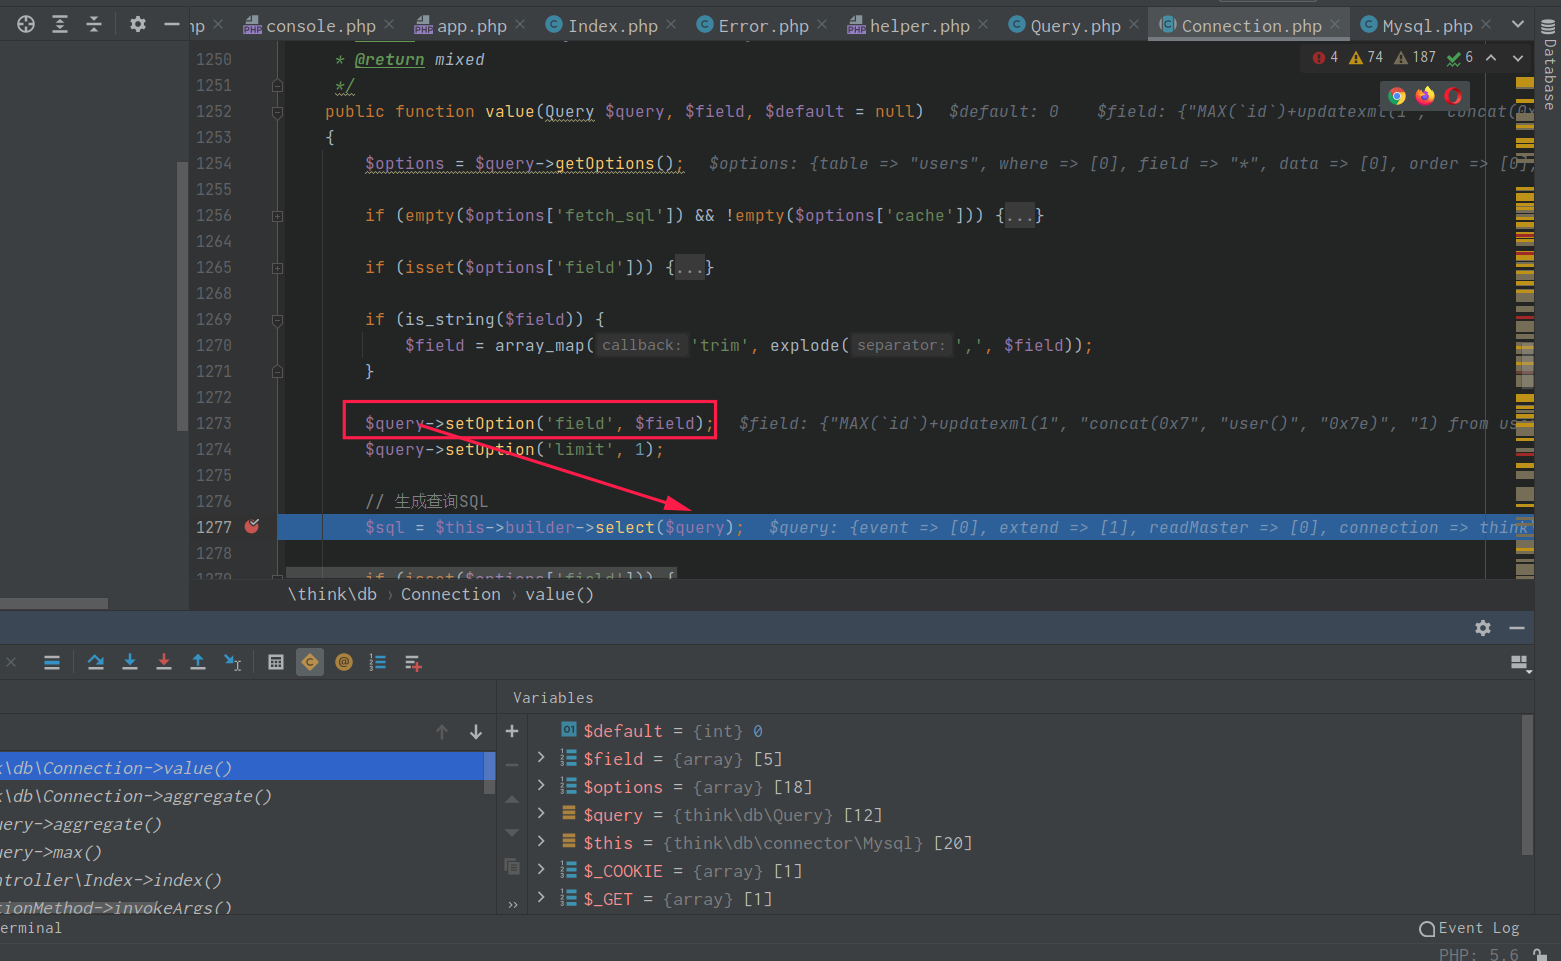 np console.php app.php Index.php Error.php helper.php Query.php Connection.php Mysql.php
Database
4 74 187 6
1250 * @return mixed
1251 */
1252 public function value(Query $query, $field, $default = null) $default: 0 $field: {"MAX(`id`)+updatexml(1", "concat(0x
1253 {
1254 $options = $query->getOptions(); $options: {table => "users", where => [0], field => "*", data => [0], order => [0],
1255
1256 if (empty($options['fetch_sql']) && !empty($options['cache'])) {...}
1264
1265 if (isset($options['field'])) {...}
1268
1269 if (is_string($field)) {
1270 $field = array_map( callback: 'trim', explode( separator: ',', $field));
1271 }
1272
1273 $query->setOption('field', $field); $field: {"MAX(`id`)+updatexml(1", "concat(0x7", "user()", "0x7e)", "1) from us
1274 $query->setOption('limit', 1);
1275
1276 // 生成查询SQL
1277 $sql = $this->builder->select($query); $query: {event => [0], extend => [1], readMaster => [0], connection => think
1278
1279 if (isset($options['field'])) {
\think\db › Connection › value()
Variables
$default = {int} 0
$field = {array} [5]
k\db\Connection->value()
$options = {array} [18]
k\db\Connection->aggregate()
$query = {think\db\Query} [12]
uery->aggregate()
$this = {think\db\connector\Mysql} [20]
uery->max()
$_COOKIE = {array} [1]
ntroller\Index->index()
$_GET = {array} [1]
tionMethod->invokeArgs()
erminal
Event Log
PHP: 5.6